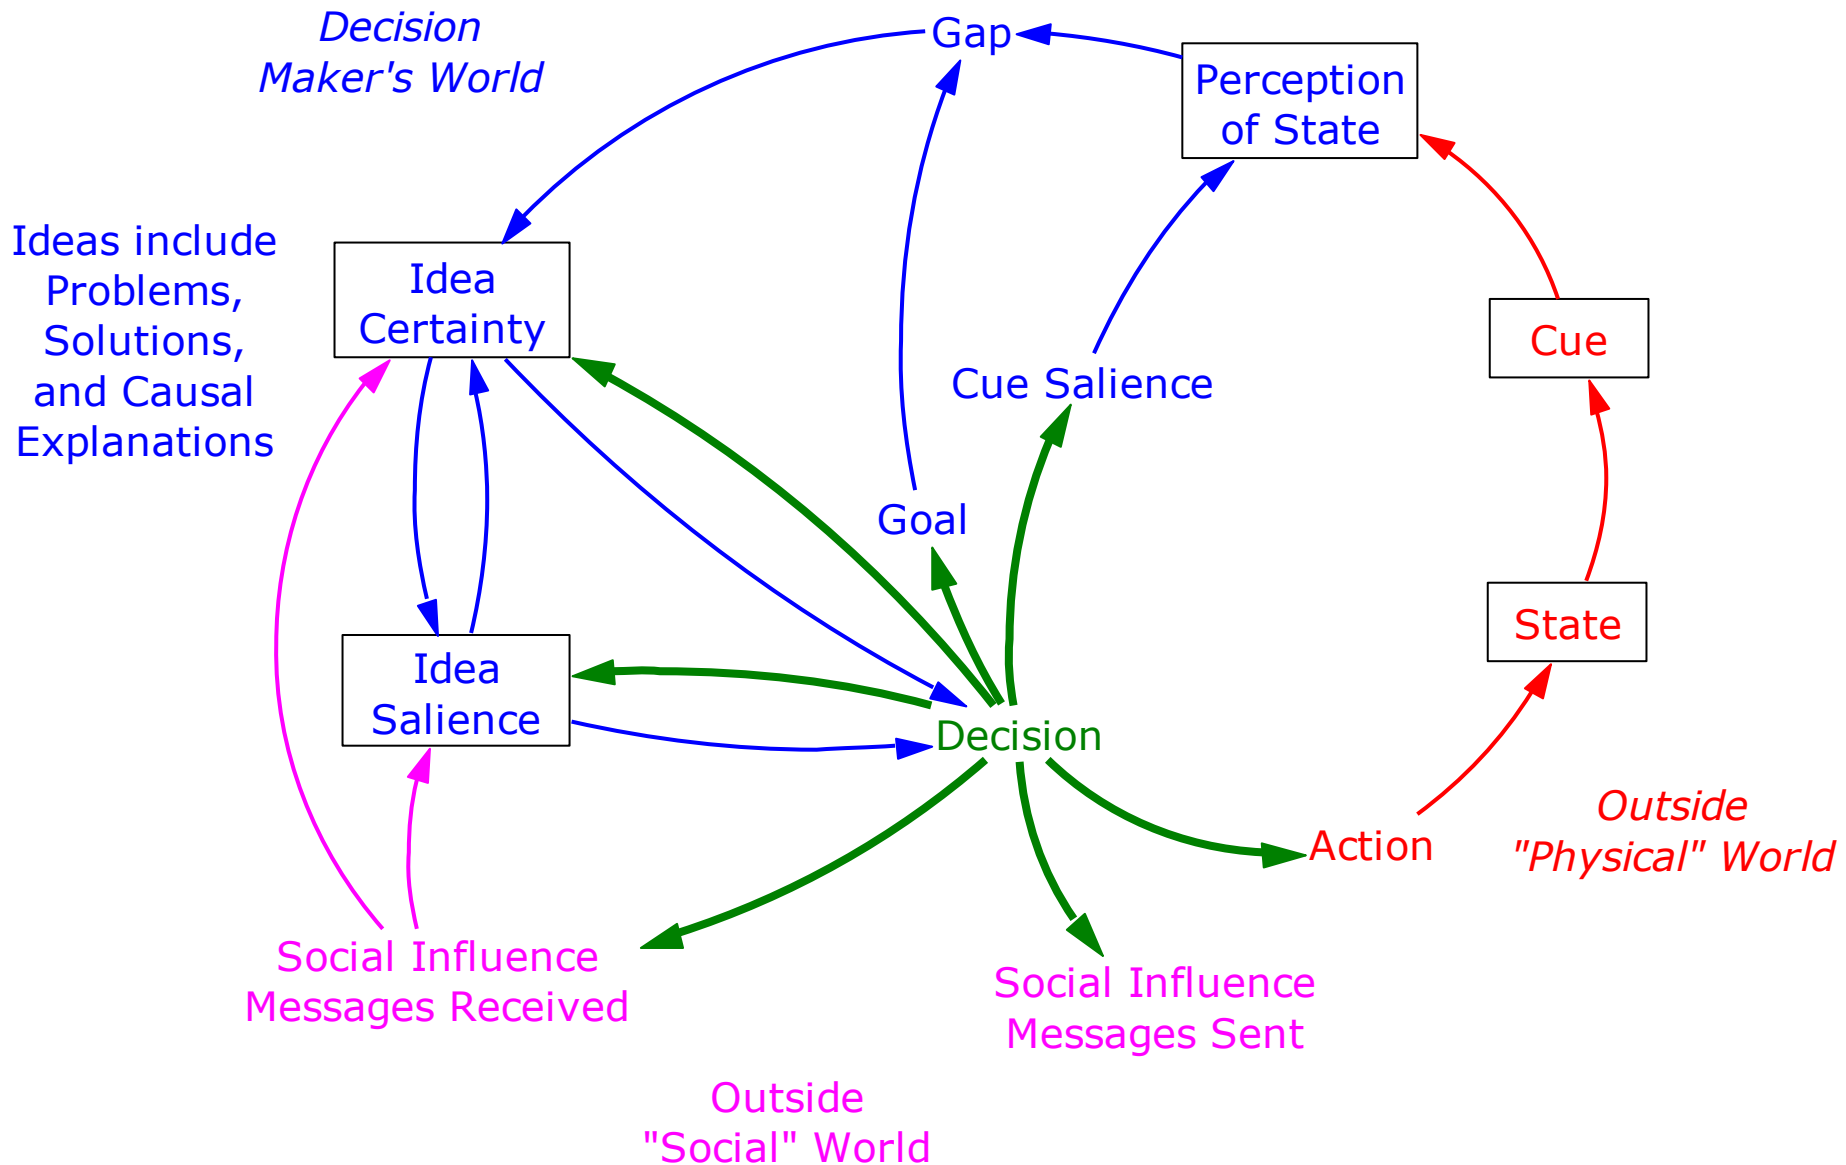 Decision
Maker's World
Gap
Perception
of State
Ideas include
Problems,
Solutions,
and Causal
Explanations
Idea
Certainty
Cue Salience
Cue
Goal
State
Idea
Salience
Decision
Action
Outside
"Physical" World
Social Influence
Messages Received
Social Influence
Messages Sent
Outside
"Social" World